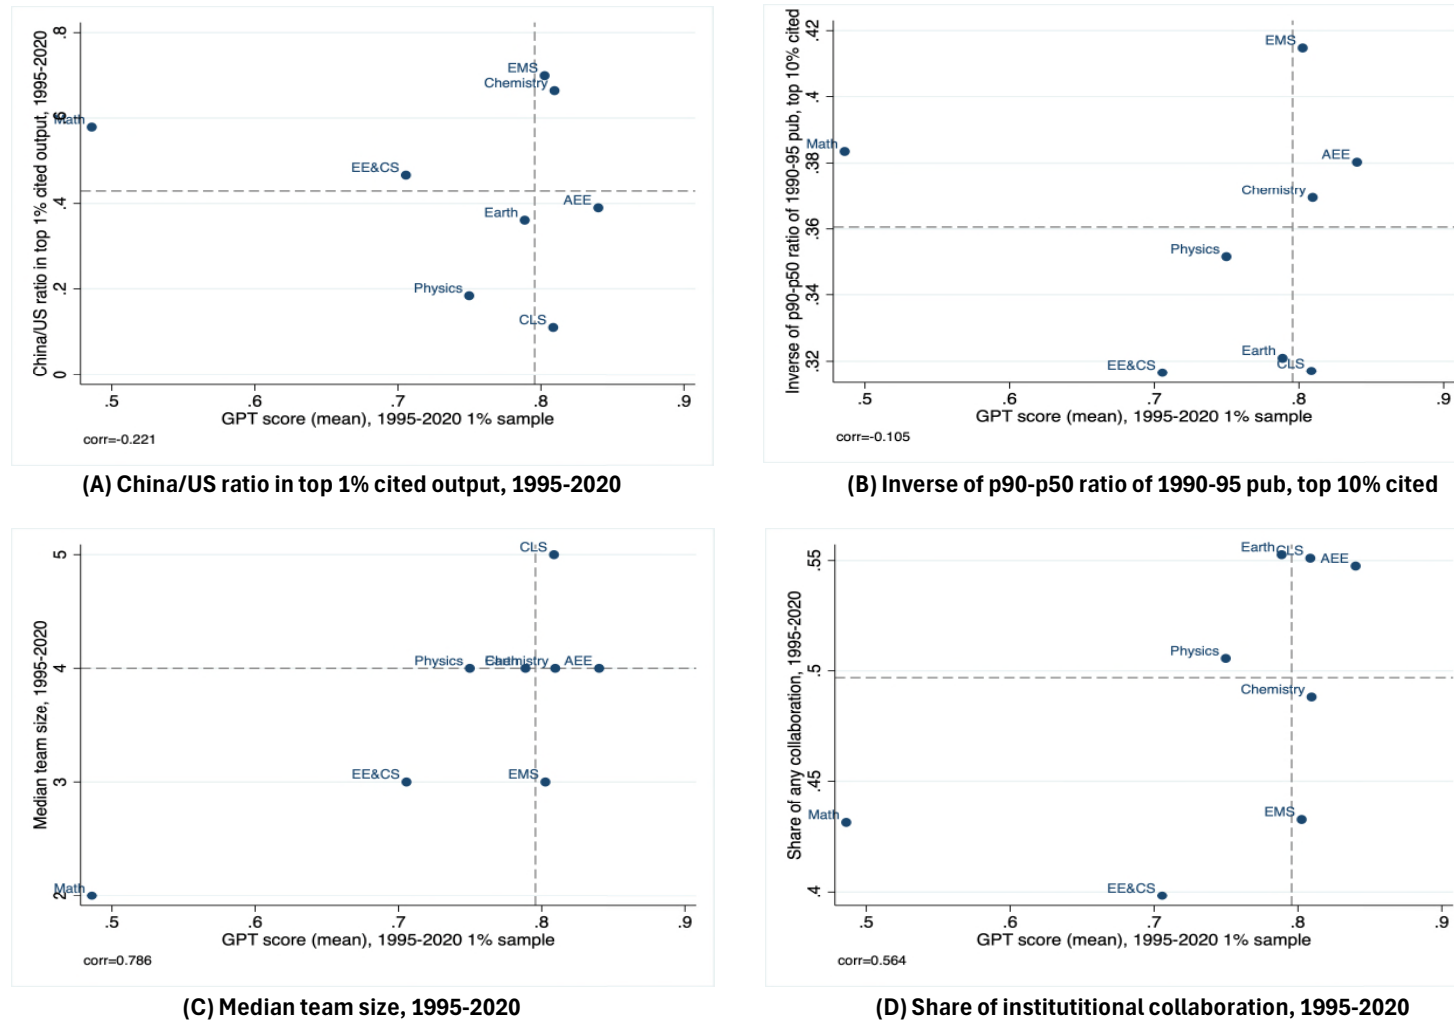 China/US ratio in top 1% cited output, 1995-2020
.8
.6
.4
.2
0
EMS
Chemistry
Math
EE&CS
AEE
Earth
Physics
CLS
.5 .6 .7 .8 .9
GPT score (mean), 1995-2020 1% sample
corr=-0.221
(A) China/US ratio in top 1% cited output, 1995-2020
Inverse of p90-p50 ratio of 1990-95 pub, top 10% cited
.42
.4
.38
.36
.34
.32
EMS
Math
AEE
Chemistry
Physics
Earth
CLS
EE&CS
.5 .6 .7 .8 .9
GPT score (mean), 1995-2020 1% sample
corr=-0.105
(B) Inverse of p90-p50 ratio of 1990-95 pub, top 10% cited
Median team size, 1995-2020
5
4
3
2
CLS
Physics
Earth
Chemistry
AEE
EE&CS
EMS
Math
.5 .6 .7 .8 .9
GPT score (mean), 1995-2020 1% sample
corr=0.786
(C) Median team size, 1995-2020
Share of any collaboration, 1995-2020
.55
.5
.45
.4
Earth
CLS
AEE
Physics
Chemistry
Math
EMS
EE&CS
.5 .6 .7 .8 .9
GPT score (mean), 1995-2020 1% sample
corr=0.564
(D) Share of institutitional collaboration, 1995-2020